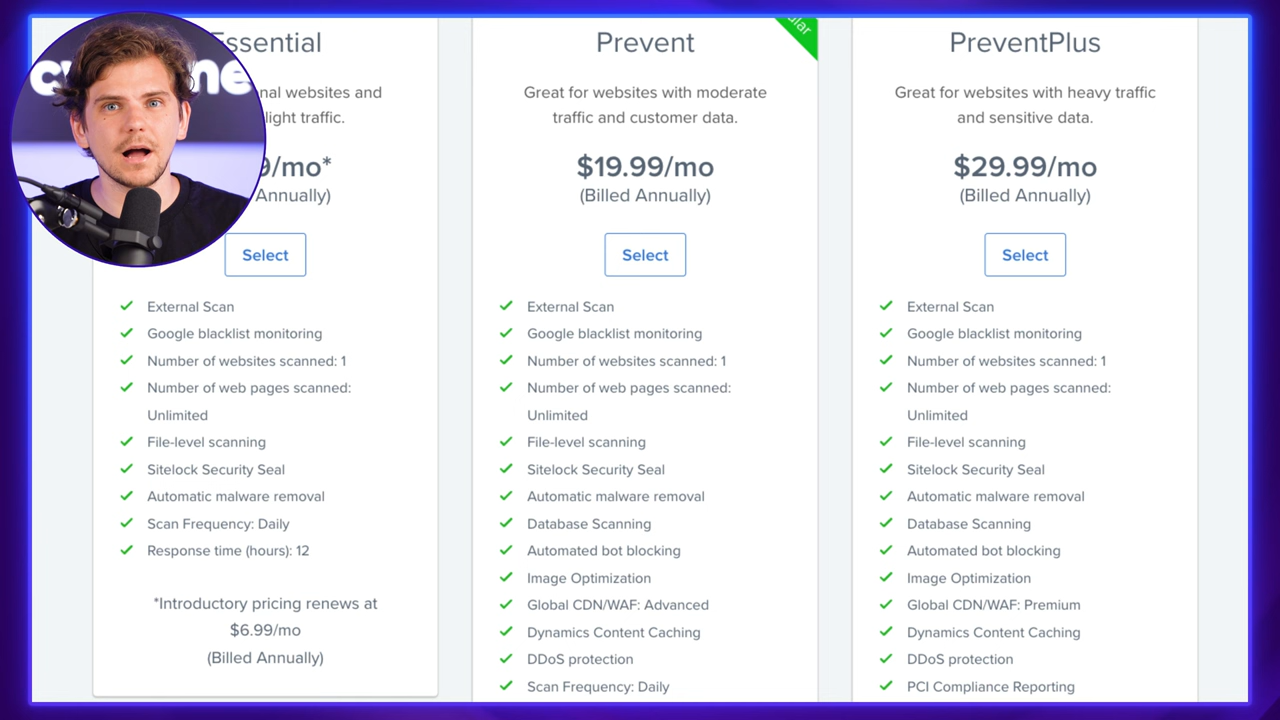 Essential
nal websites and
light traffic.
9/mo*
Annually)
Select
External Scan
Google blacklist monitoring
Number of websites scanned: 1
Number of web pages scanned:
Unlimited
File-level scanning
Sitelock Security Seal
Automatic malware removal
Scan Frequency: Daily
Response time (hours): 12
*Introductory pricing renews at
$6.99/mo
(Billed Annually)
Prevent
Great for websites with moderate
traffic and customer data.
$19.99/mo
(Billed Annually)
Select
External Scan
Google blacklist monitoring
Number of websites scanned: 1
Number of web pages scanned:
Unlimited
File-level scanning
Sitelock Security Seal
Automatic malware removal
Database Scanning
Automated bot blocking
Image Optimization
Global CDN/WAF: Advanced
Dynamics Content Caching
DDoS protection
Scan Frequency: Daily
PreventPlus
Great for websites with heavy traffic
and sensitive data.
$29.99/mo
(Billed Annually)
Select
External Scan
Google blacklist monitoring
Number of websites scanned: 1
Number of web pages scanned:
Unlimited
File-level scanning
Sitelock Security Seal
Automatic malware removal
Database Scanning
Automated bot blocking
Image Optimization
Global CDN/WAF: Premium
Dynamics Content Caching
DDoS protection
PCI Compliance Reporting